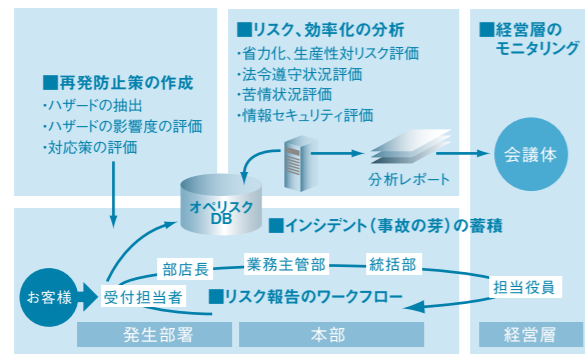 ■再発防止策の作成
・ハザードの抽出
・ハザードの影響度の評価
・対応策の評価
■リスク、効率化の分析
・省力化、生産性対リスク評価
・法令遵守状況評価
・苦情状況評価
・情報セキュリティ評価
■経営層の
モニタリング
会議体
分析レポート
オペリスク
DB
■インシデント(事故の芽)の蓄積
お客様
受付担当者
部店長
業務主管部
統括部
担当役員
■リスク報告のワークフロー
発生部署
本部
経営層